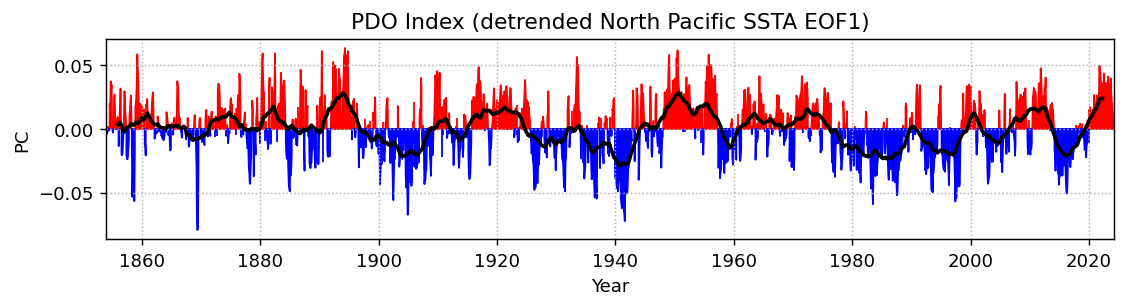 PDO Index (detrended North Pacific SSTA EOF1)
0.05
0.00
−0.05
PC
1860 1880 1900 1920 1940 1960 1980 2000 2020
Year